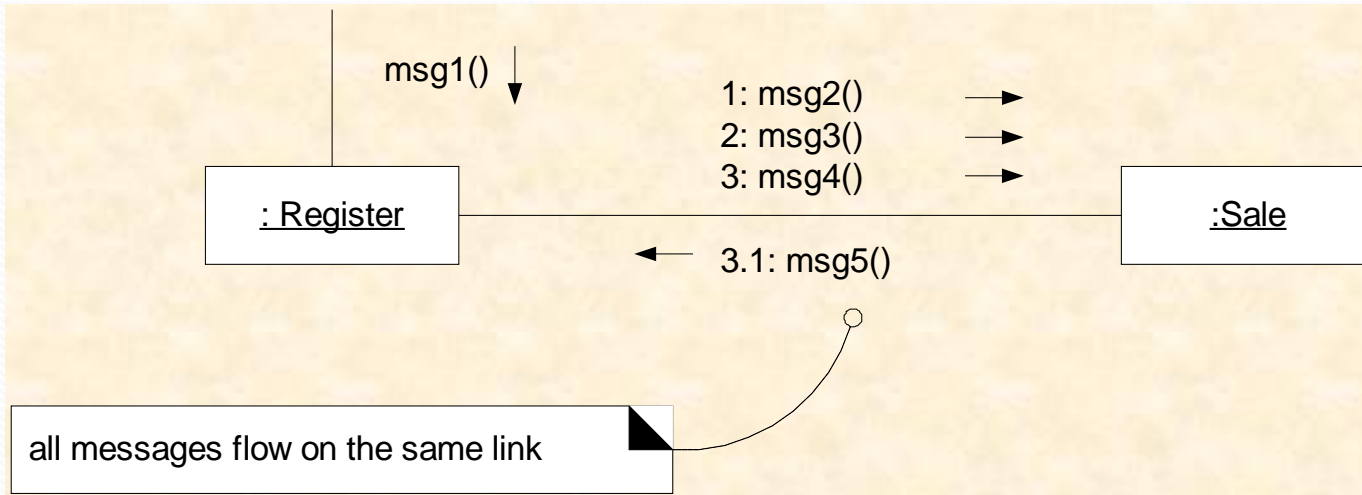 msg1()
1: msg2()
2: msg3()
3: msg4()
: Register
:Sale
3.1: msg5()
all messages flow on the same link